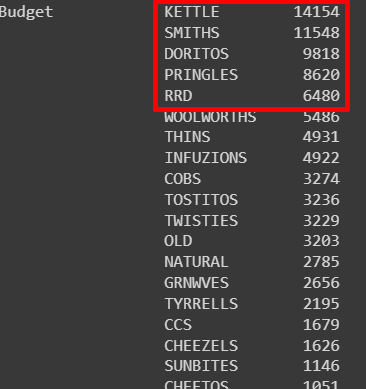 Budget KETTLE 14154
SMITHS 11548
DORITOS 9818
PRINGLES 8620
RRD 6480
WOOLWORTHS 5486
THINS 4931
INFUZIONS 4922
COBS 3274
TOSTITOS 3236
TWISTIES 3229
OLD 3203
NATURAL 2785
GRNWVES 2656
TYRRELLS 2195
CCS 1679
CHEEZELS 1626
SUNBITES 1146
CHEETOS 1051